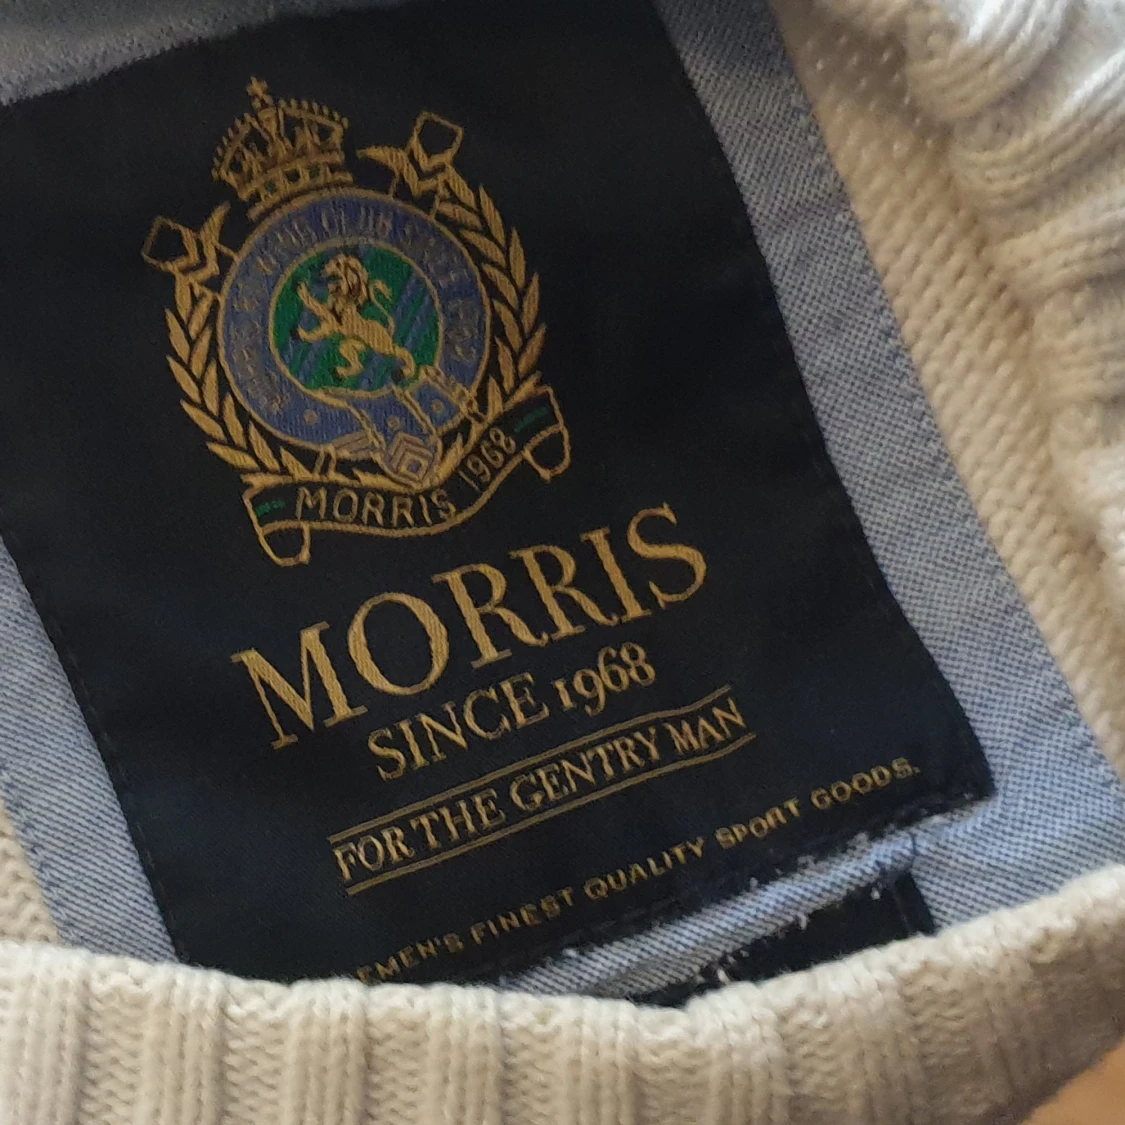 MORRIS 1968
MORRIS
SINCE 1968
FOR THE GENTRY MAN
FINEST QUALITY SPORT GOODS.